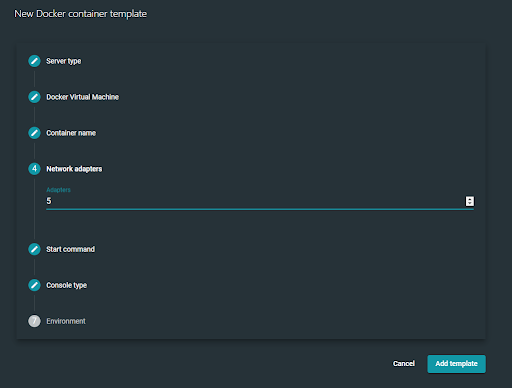 New Docker container template
Server type
Docker Virtual Machine
Container name
4 Network adapters
Adapters
5
Start command
Console type
7 Environment
Cancel Add template